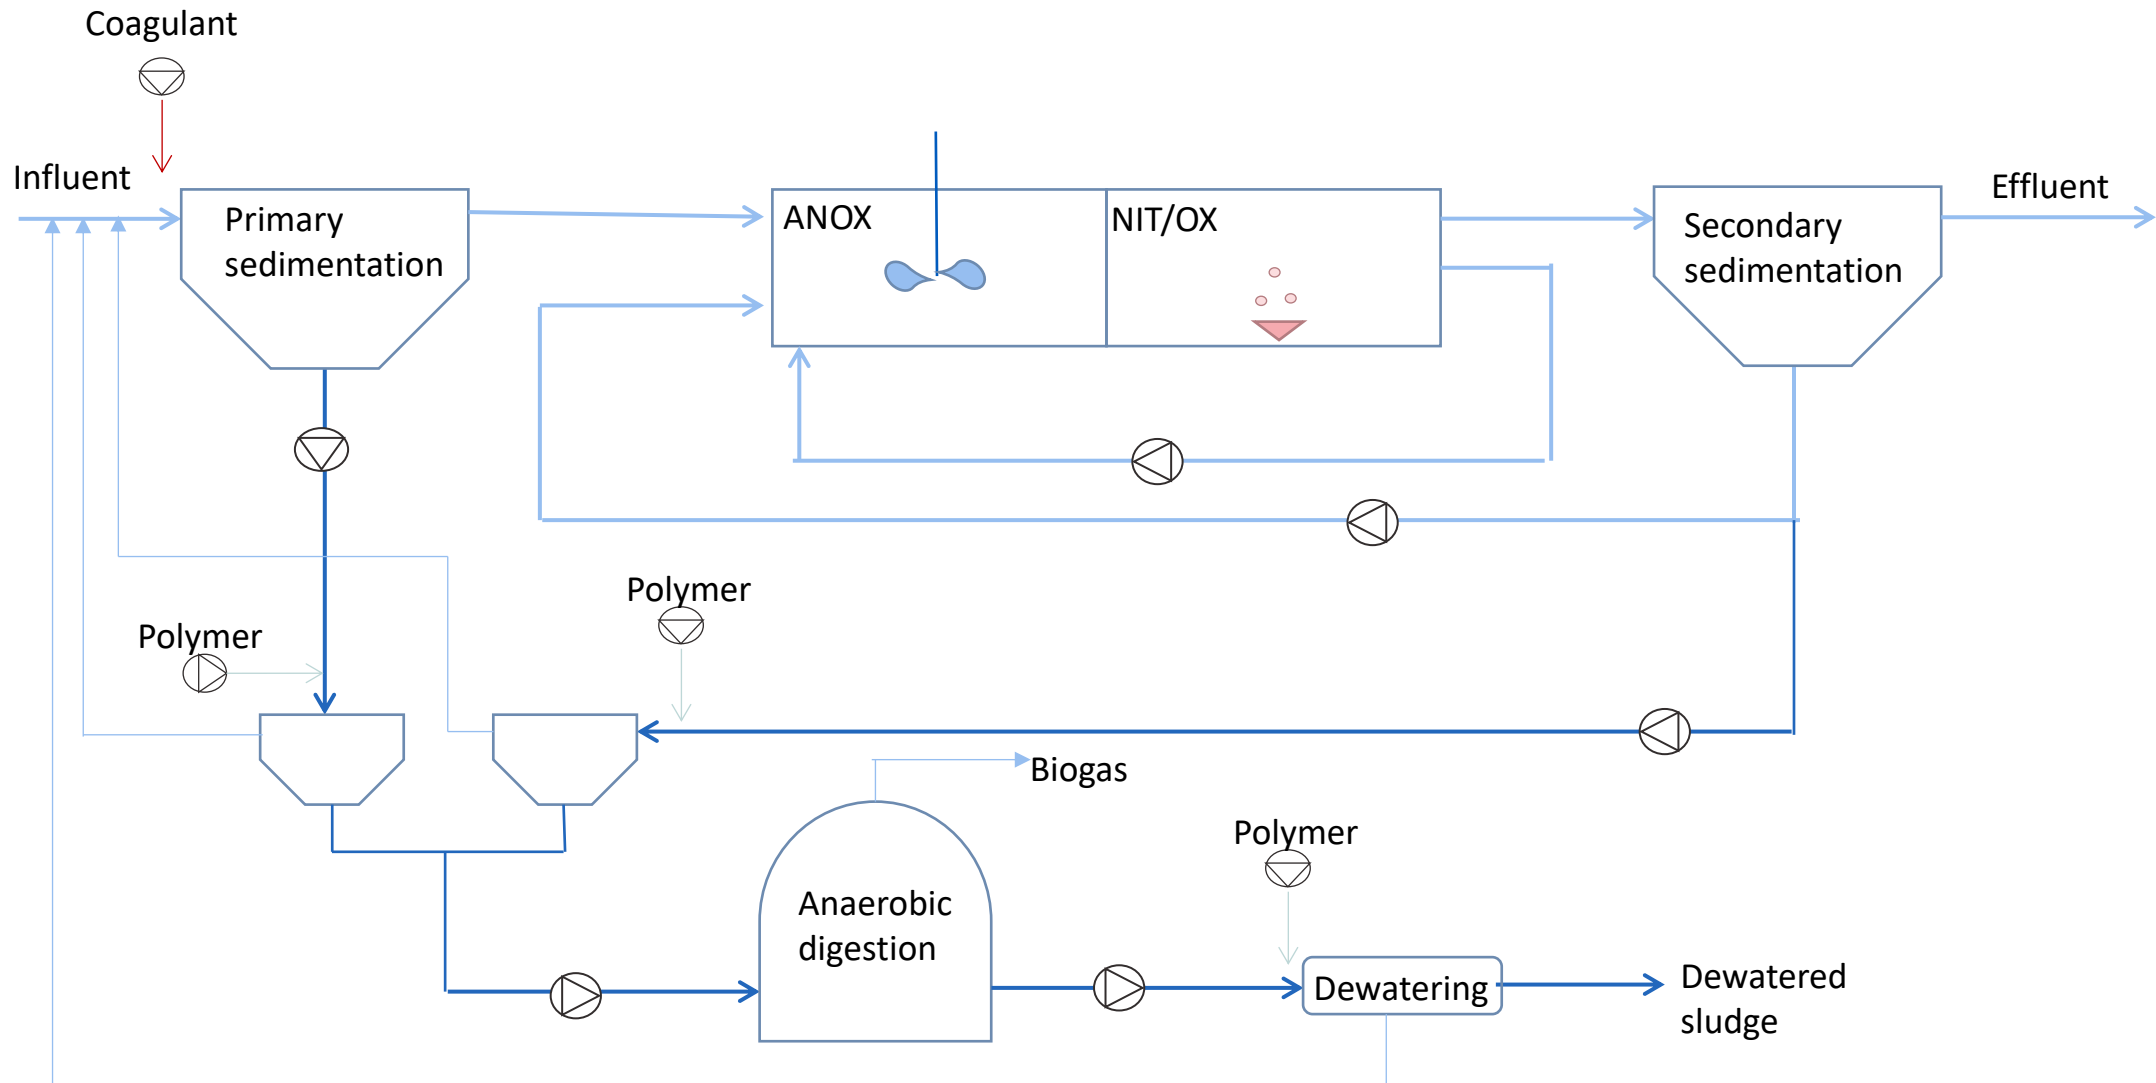 Coagulant
Influent
Effluent
Primary
sedimentation
ANOX
NIT/OX
Secondary
sedimentation
Polymer
Polymer
Biogas
Polymer
Anaerobic
digestion
Dewatering
Dewatered
sludge